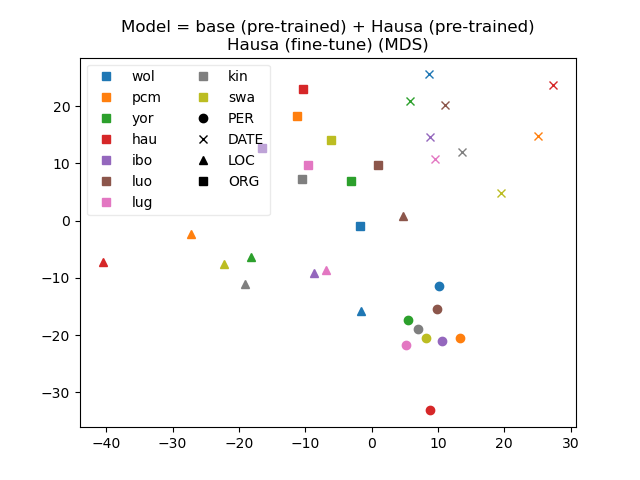 Model = base (pre-trained) + Hausa (pre-trained)
Hausa (fine-tune) (MDS)
wol
pcm
yor
hau
ibo
luo
lug
kin
swa
PER
DATE
LOC
ORG
20
10
0
−10
−20
−30
−40 −30 −20 −10 0 10 20 30